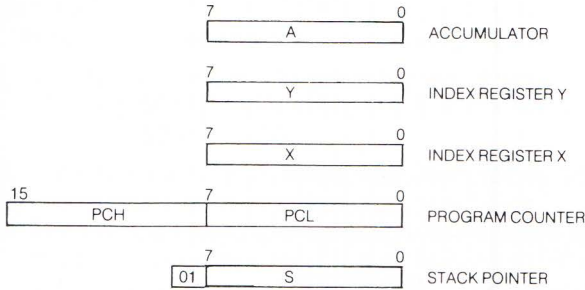 7 0
A ACCUMULATOR
7 0
Y INDEX REGISTER Y
7 0
X INDEX REGISTER X
15 7 0
PCH PCL PROGRAM COUNTER
7 0
01 S STACK POINTER